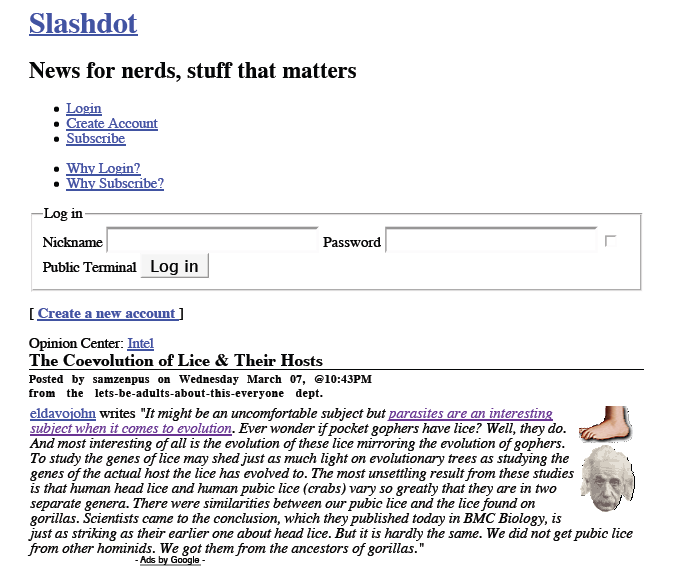 Slashdot
News for nerds, stuff that matters
Login
Create Account
Subscribe
Why Login?
Why Subscribe?
Log in
Nickname Password
Public Terminal Log in
[ Create a new account ]
Opinion Center: Intel
The Coevolution of Lice & Their Hosts
Posted by samzenpus on Wednesday March 07, @10:43PM
from the lets-be-adults-about-this-everyone dept.
eldavojohn writes "It might be an uncomfortable subject but parasites are an interesting
subject when it comes to evolution. Ever wonder if pocket gophers have lice? Well, they do.
And most interesting of all is the evolution of these lice mirroring the evolution of gophers.
To study the genes of lice may shed just as much light on evolutionary trees as studying the
genes of the actual host the lice has evolved to. The most unsettling result from these studies
is that human head lice and human pubic lice (crabs) vary so greatly that they are in two
separate genera. There were similarities between our pubic lice and the lice found on
gorillas. Scientists came to the conclusion, which they published today in BMC Biology, is
just as striking as their earlier one about head lice. But it is hardly the same. We did not get pubic lice
from other hominids. We got them from the ancestors of gorillas."
- Ads by Google -